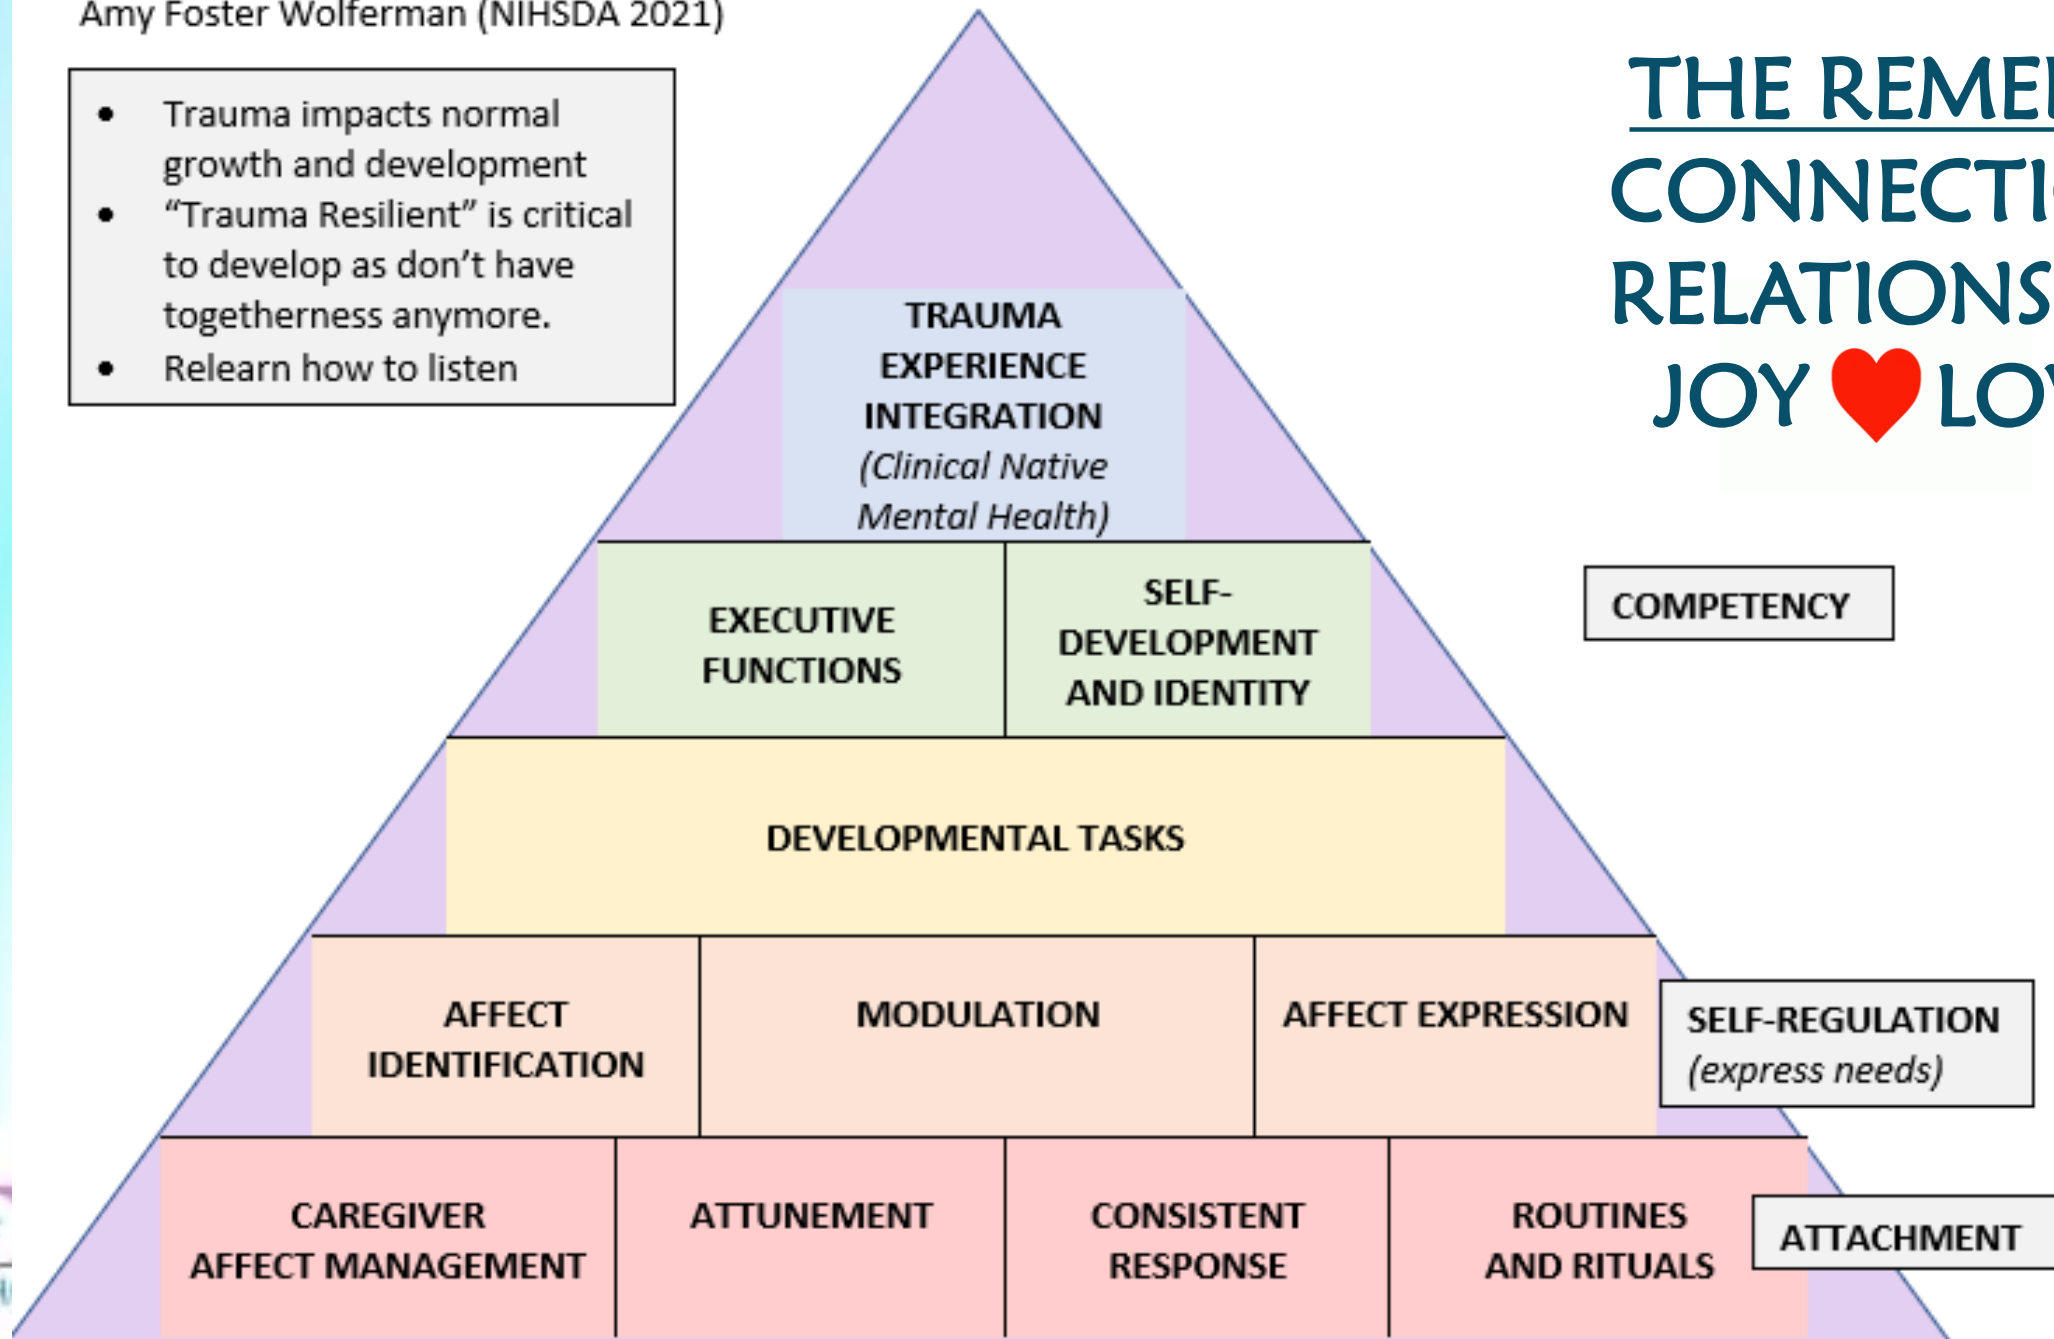 Amy Foster Wolferman (NIHSDA 2021)
• Trauma impacts normal
growth and development
• “Trauma Resilient” is critical
to develop as don’t have
togetherness anymore.
• Relearn how to listen
THE
JOY
TRAUMA
EXPERIENCE
INTEGRATION
(Clinical Native
Mental Health)
EXECUTIVE
FUNCTIONS
SELF-
DEVELOPMENT
AND IDENTITY
COMPETENCY
DEVELOPMENTAL TASKS
AFFECT
IDENTIFICATION
MODULATION
AFFECT EXPRESSION
SELF-REGULATION
(express needs)
CAREGIVER
AFFECT MANAGEMENT
ATTUNEMENT
CONSISTENT
RESPONSE
ROUTINES
AND RITUALS
ATTACHMENT